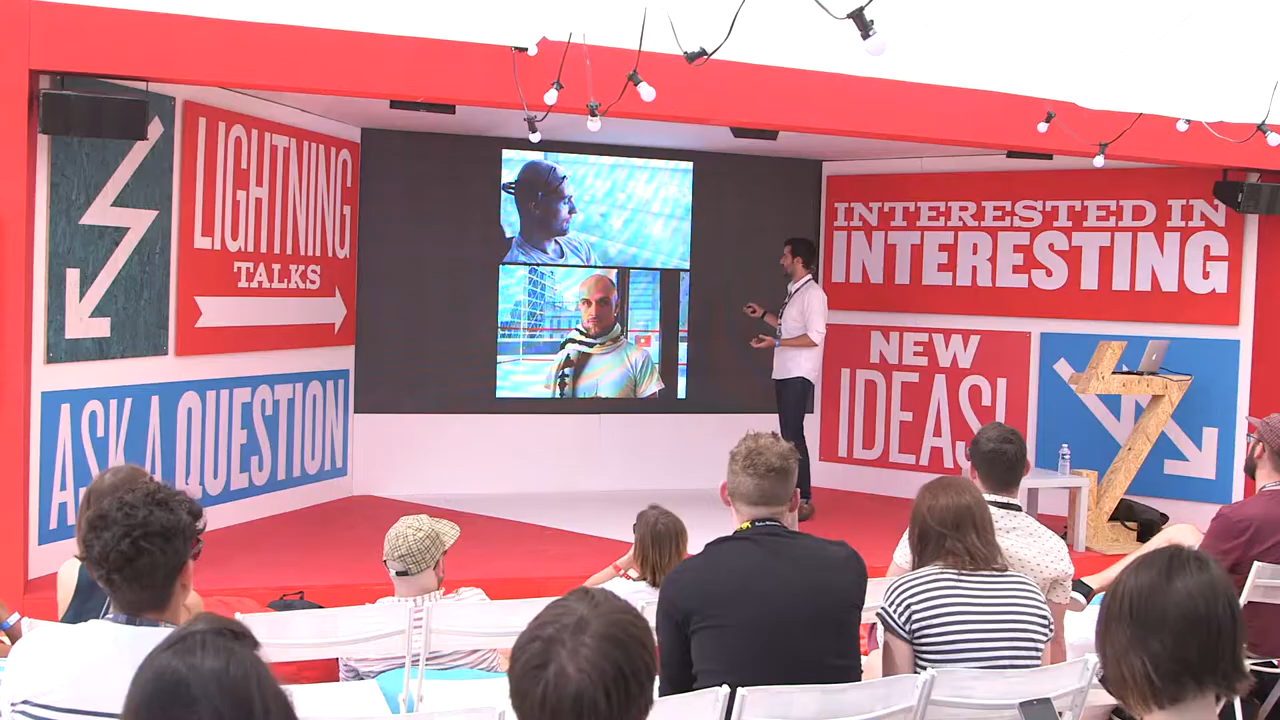 LIGHTNING
TALKS
ASK A QUESTION
INTERESTED IN
INTERESTING
NEW
IDEAS!